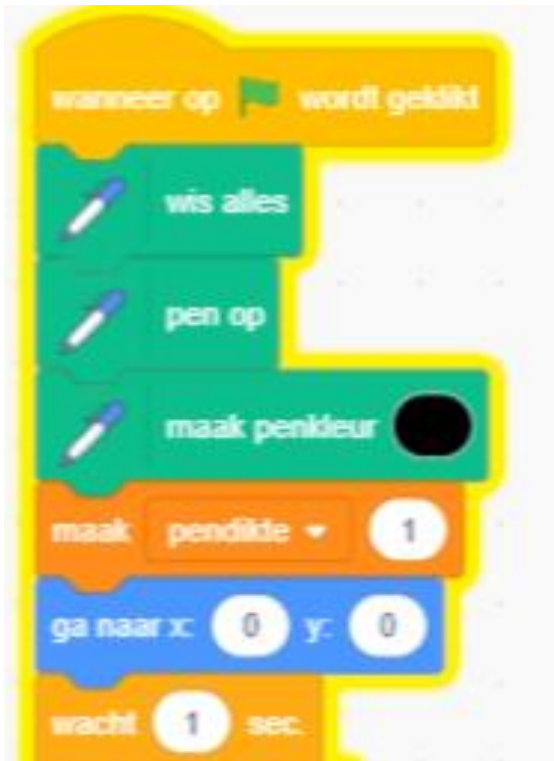 wanneer op wordt geklikt
wis alles
pen op
maak penkleur
maak pendikte 1
ga naar x: 0 y: 0
wacht 1 sec.